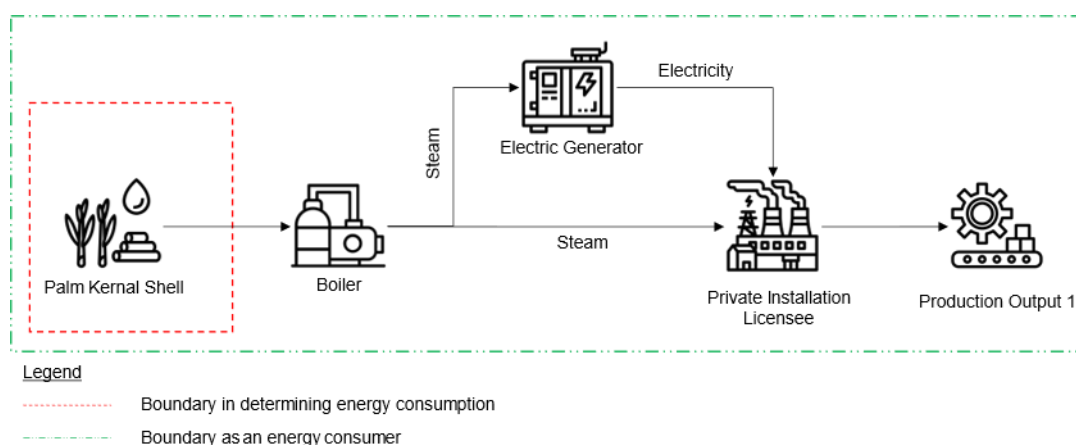 Electricity
Steam
Electric Generator
Steam
Palm Kernal Shell
Boiler
Private Installation
Licensee
Production Output 1
Legend
Boundary in determining energy consumption
Boundary as an energy consumer